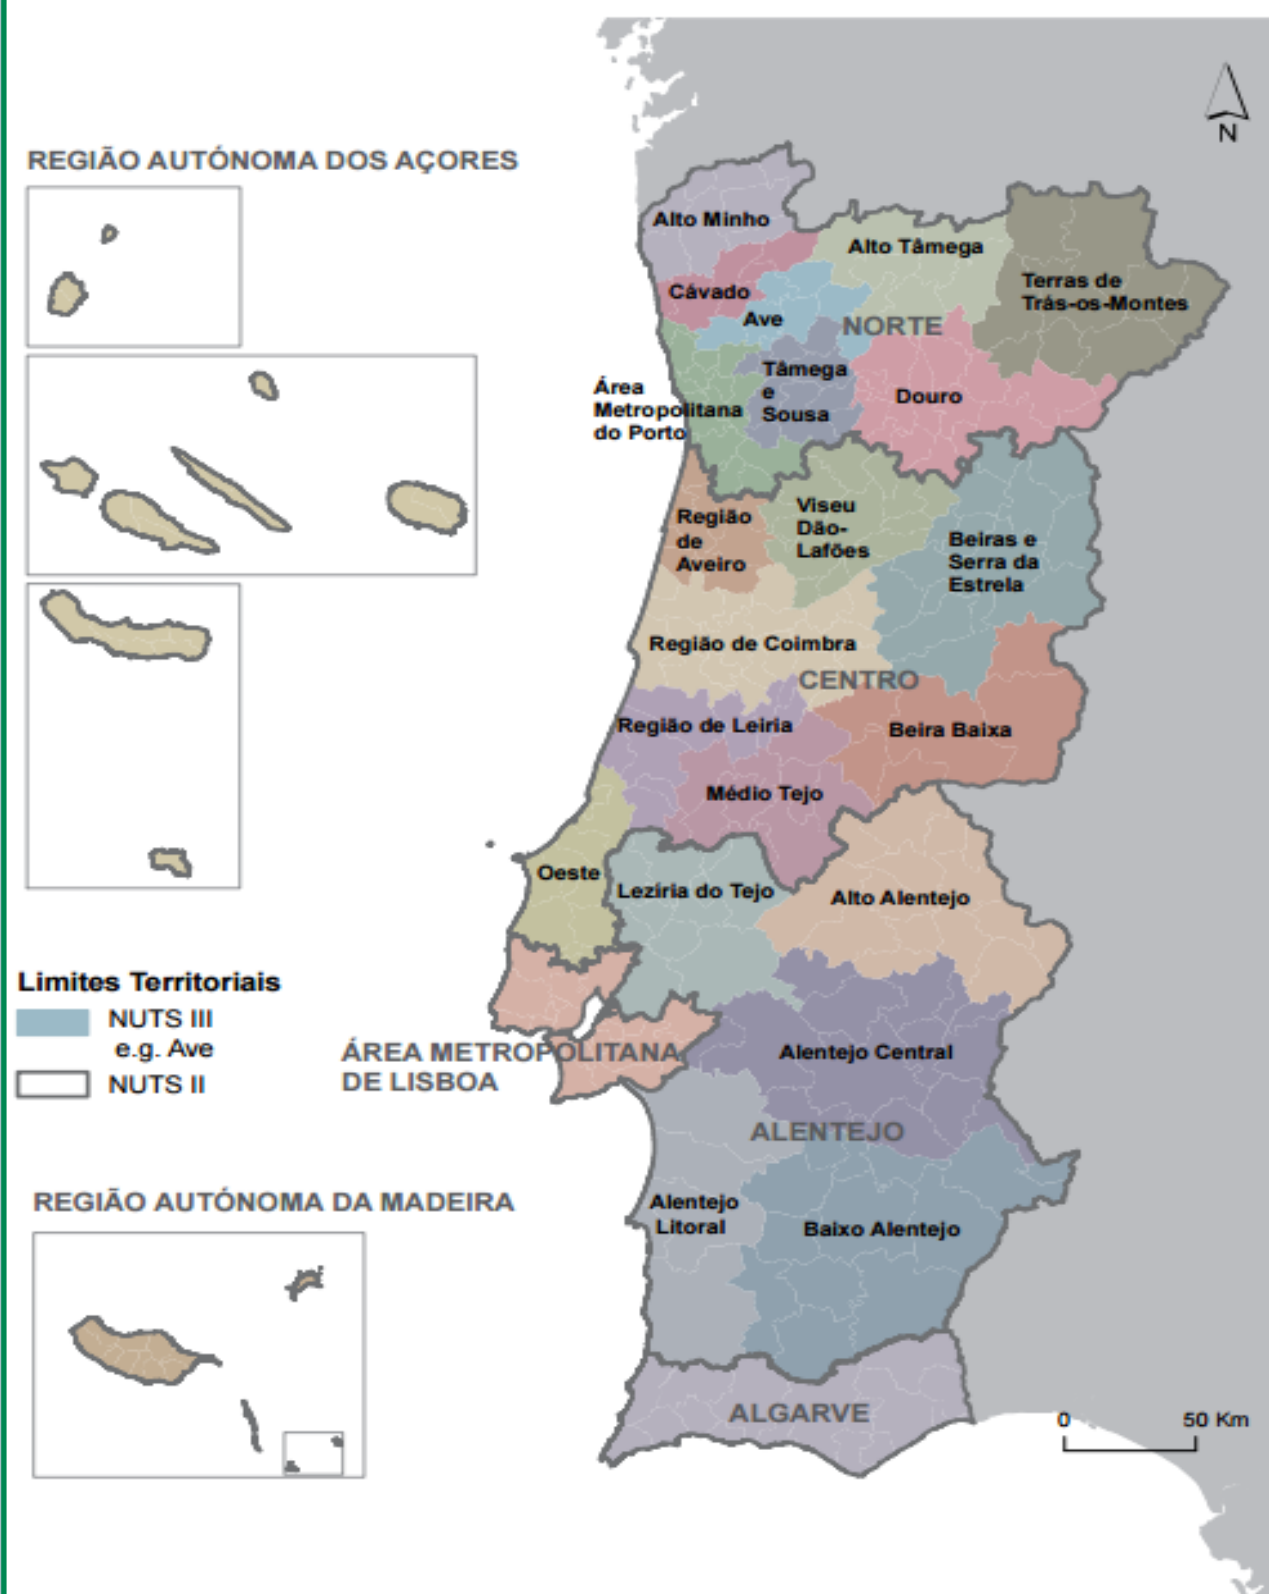 REGIÃO AUTÓNOMA DOS AÇORES
N
Alto Minho
Alto Tâmega
Terras de
Trás-os-Montes
Cávado
Ave
NORTE
Tâmega
e
Sousa
Douro
Área
Metropolitana
do Porto
Região
de
Aveiro
Viseu
Dão-
Lafões
Beiras e
Serra da
Estrela
Região de Coimbra
CENTRO
Região de Leiria
Beira Baixa
Médio Tejo
Oeste
Lezíria do Tejo
Alto Alentejo
Limites Territoriais
NUTS III
e.g. Ave
NUTS II
ÁREA METROPOLITANA
DE LISBOA
Alentejo Central
ALENTEJO
REGIÃO AUTÓNOMA DA MADEIRA
Alentejo
Litoral
Baixo Alentejo
ALGARVE
0 50 Km